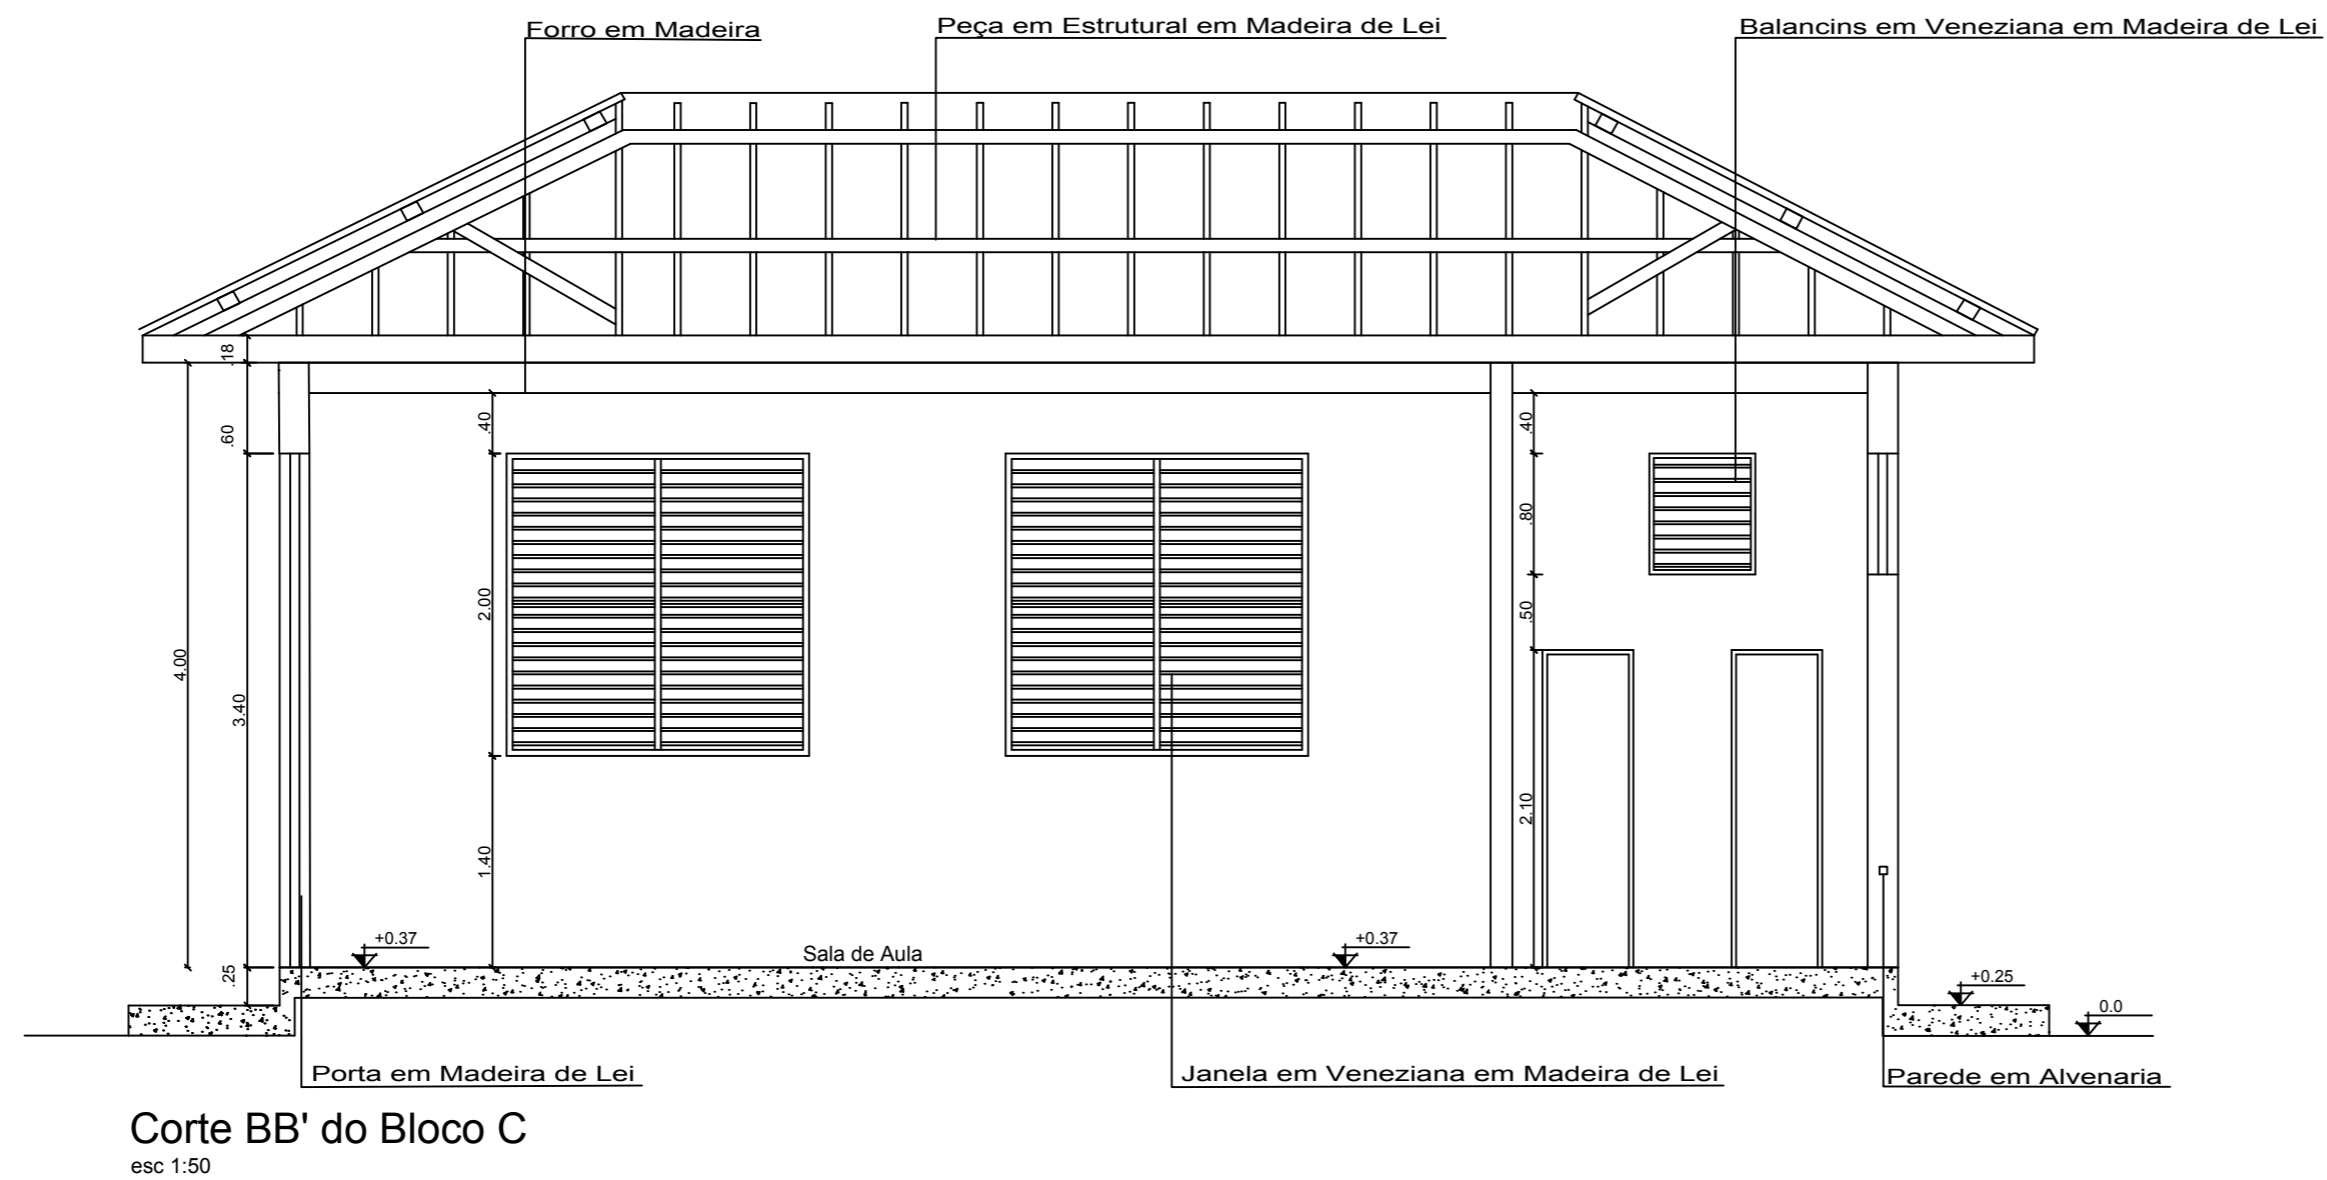 Forro em Madeira
Peça em Estrutural em Madeira de Lei
Balancins em Veneziana em Madeira de Lei
.18
.60
.40
.40
.80
2.00
.50
4.00
3.40
2.10
1.40
+0.37
Sala de Aula
+0.37
.25
+0.25
0.0
Porta em Madeira de Lei
Janela em Veneziana em Madeira de Lei
Parede em Alvenaria
Corte BB' do Bloco C
esc 1:50